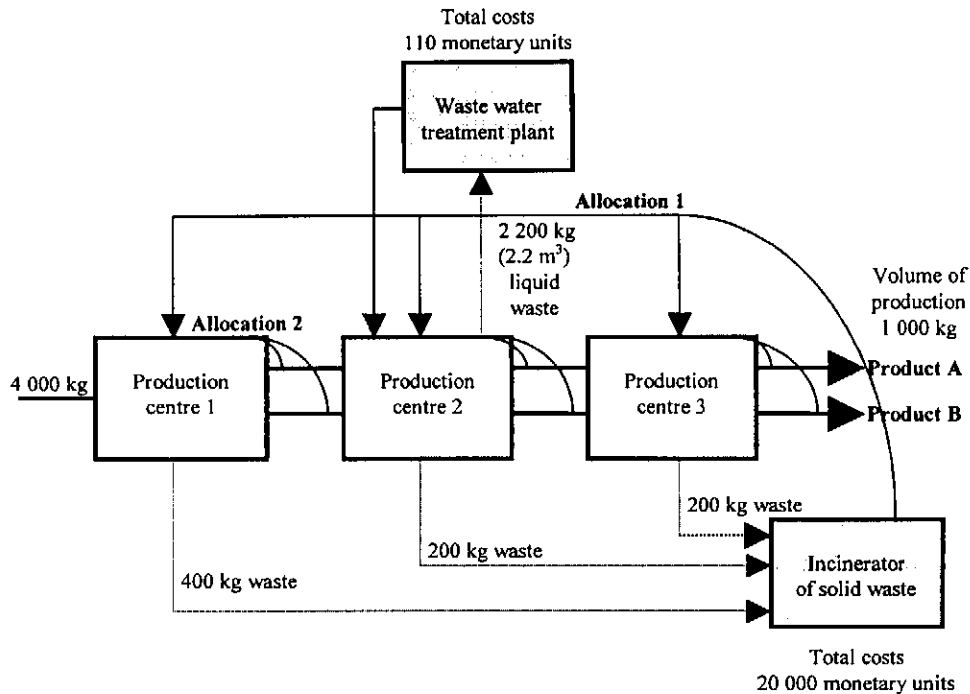 Total costs
110 monetary units
Waste water
treatment plant
Allocation 1
2 200 kg
(2.2 m³)
liquid
waste
Volume of
production
1 000 kg
Allocation 2
4 000 kg
Production
centre 1
Production
centre 2
Production
centre 3
Product A
Product B
200 kg waste
200 kg waste
400 kg waste
Incinerator
of solid waste
Total costs
20 000 monetary units